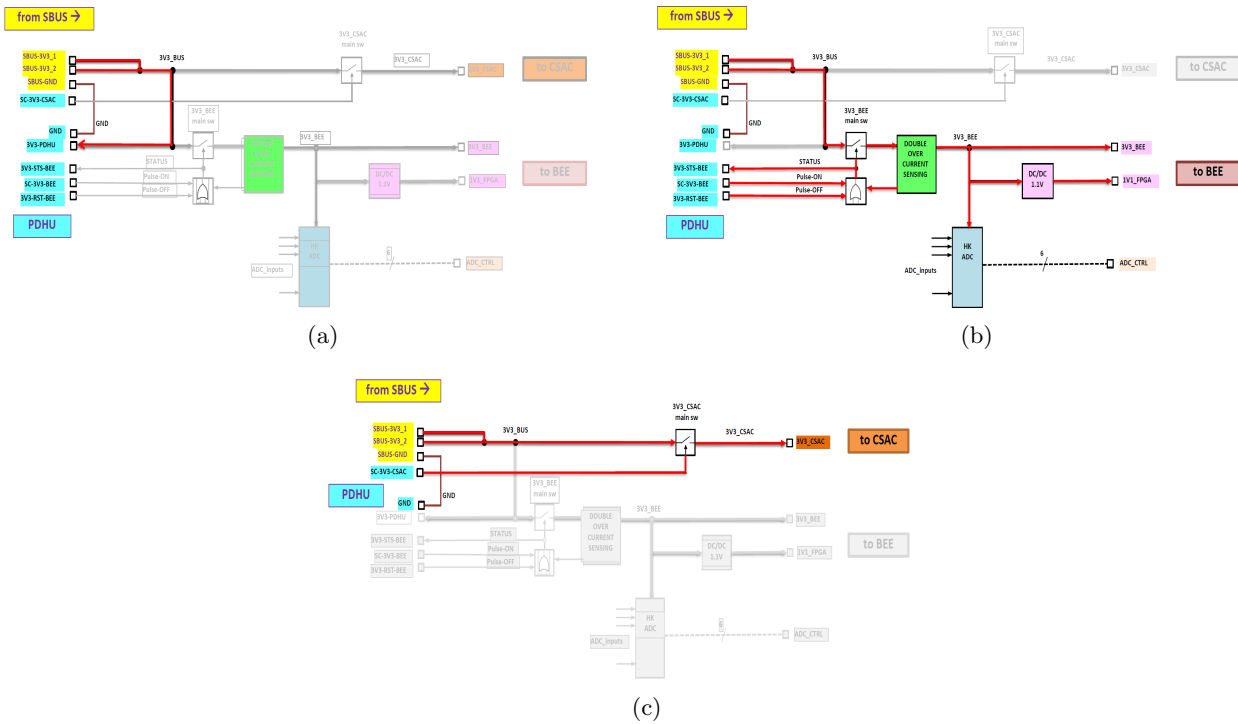 from SBUS →
SBUS-3V3_1
SBUS-3V3_2
SBUS-GND
SC-3V3-CSAC
GND
3V3-PDHU
3V3-STS-BEE
SC-3V3-BEE
3V3-RST-BEE
PDHU
3V3_BUS
GND
3V3_CSAC
main sw
3V3_CSAC
3V3_CSAC
to CSAC
3V3_BEE
main sw
STATUS
Pulse-ON
Pulse-OFF
3V3_BEE
3V3_BEE
DC/DC
1.1V
1V1_FPGA
to BEE
HK
ADC
ADC_inputs
ADC_CTRL
(a)
from SBUS →
SBUS-3V3_1
SBUS-3V3_2
SBUS-GND
SC-3V3-CSAC
GND
3V3-PDHU
3V3-STS-BEE
SC-3V3-BEE
3V3-RST-BEE
PDHU
3V3_BUS
GND
3V3_CSAC
main sw
3V3_CSAC
3V3_CSAC
to CSAC
3V3_BEE
main sw
STATUS
Pulse-ON
Pulse-OFF
DOUBLE
OVER
CURRENT
SENSING
3V3_BEE
3V3_BEE
DC/DC
1.1V
1V1_FPGA
to BEE
HK
ADC
ADC_inputs
6
ADC_CTRL
(b)
from SBUS →
SBUS-3V3_1
SBUS-3V3_2
SBUS-GND
SC-3V3-CSAC
PDHU
GND
3V3-PDHU
3V3-STS-BEE
SC-3V3-BEE
3V3-RST-BEE
3V3_BUS
GND
3V3_CSAC
main sw
3V3_CSAC
3V3_CSAC
to CSAC
3V3_BEE
main sw
STATUS
Pulse-ON
Pulse-OFF
DOUBLE
OVER
CURRENT
SENSING
3V3_BEE
3V3_BEE
DC/DC
1.1V
1V1_FPGA
to BEE
HK
ADC
ADC_inputs
ADC_CTRL
(c)